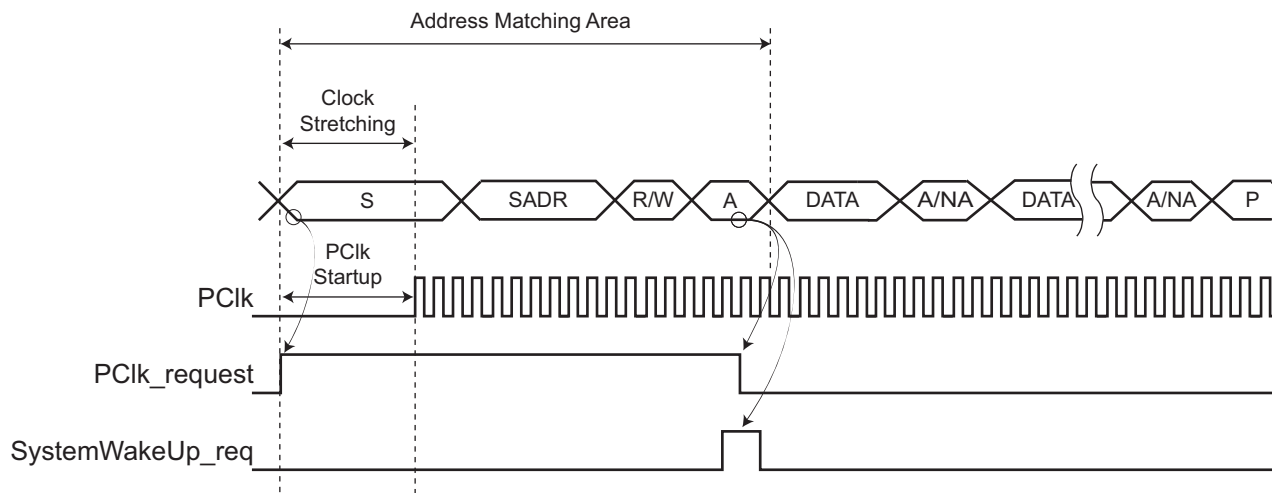 Address Matching Area
Clock
Stretching
S
SADR
R/W
A
DATA
A/NA
DATA
A/NA
P
PClk
Startup
PClk
PClk_request
SystemWakeUp_req